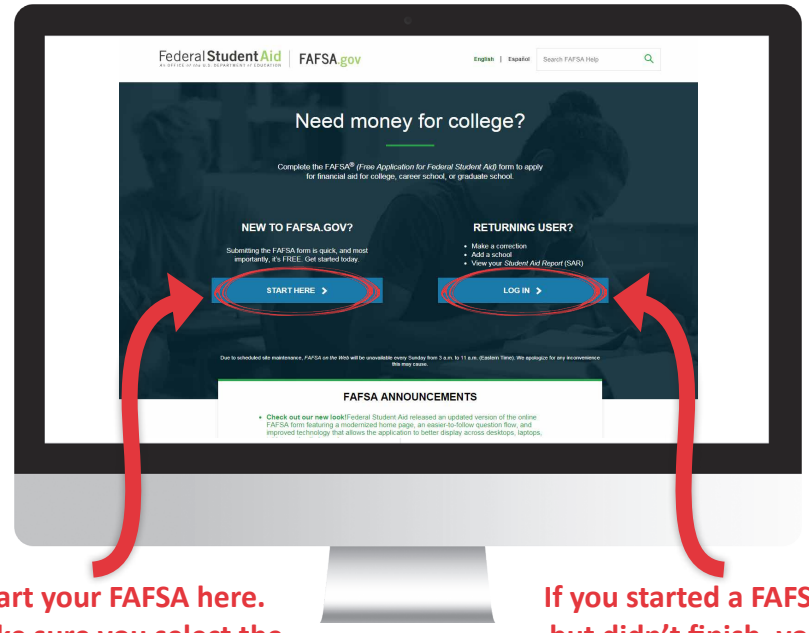 Federal Student Aid
An OFFICE of the U.S. DEPARTMENT of EDUCATION
FAFSA.gov
English | Español
Search FAFSA Help
Need money for college?
Complete the FAFSA® (Free Application for Federal Student Aid) form to apply
for financial aid for college, career school, or graduate school.
NEW TO FAFSA.GOV?
Submitting the FAFSA form is quick, and most
importantly, it's FREE. Get started today.
START HERE
RETURNING USER?
• Make a correction
• Add a school
• View your Student Aid Report (SAR)
LOG IN
Due to scheduled site maintenance, FAFSA on the Web will be unavailable every Sunday from 3 a.m. to 11 a.m. (Eastern Time). We apologize for any inconvenience
this may cause.
FAFSA ANNOUNCEMENTS
• Check out our new look!Federal Student Aid released an updated version of the online
FAFSA form featuring a modernized home page, an easier-to-follow question flow, and
improved technology that allows the application to better display across desktops, laptops,
art your FAFSA here.
ke sure you select the
If you started a FAFS
but didn't finish, you